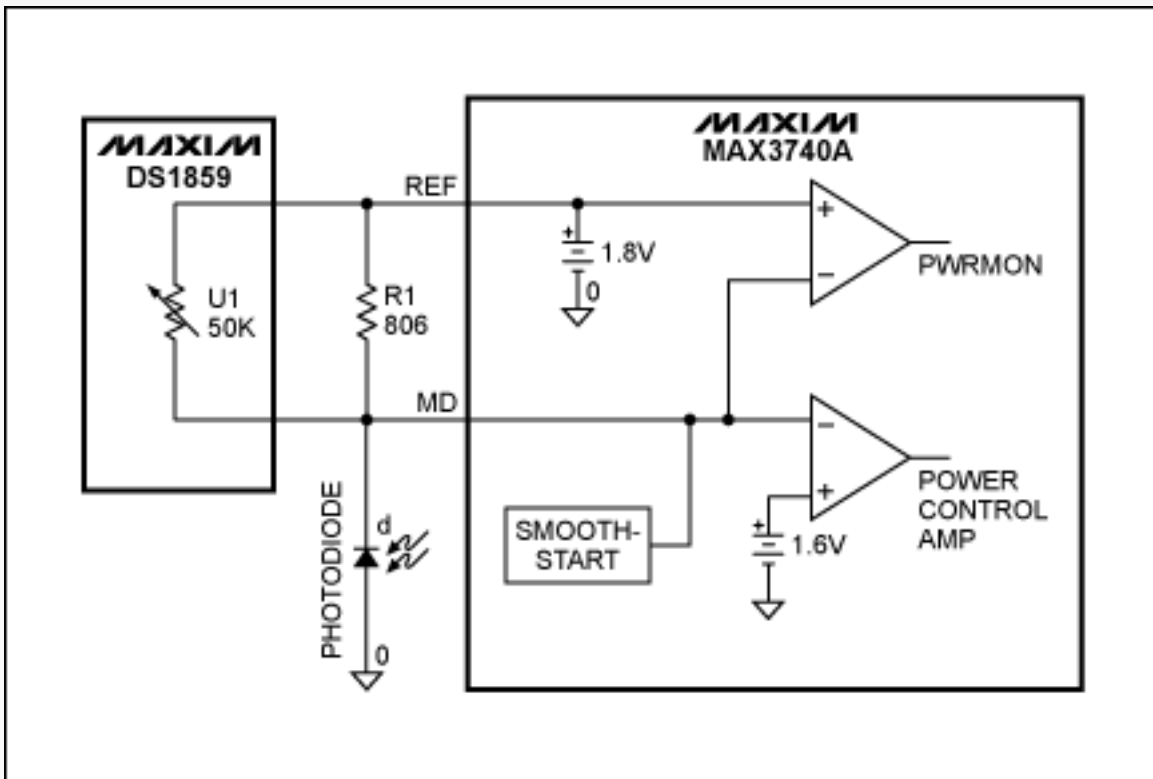 MAXIM
DS1859
U1
50K
REF
R1
806
MD
PHOTODIODE
d
0
MAXIM
MAX3740A
+
1.8V
0
+
−
PWRMON
SMOOTH-
START
−
+
+
1.6V
POWER
CONTROL
AMP